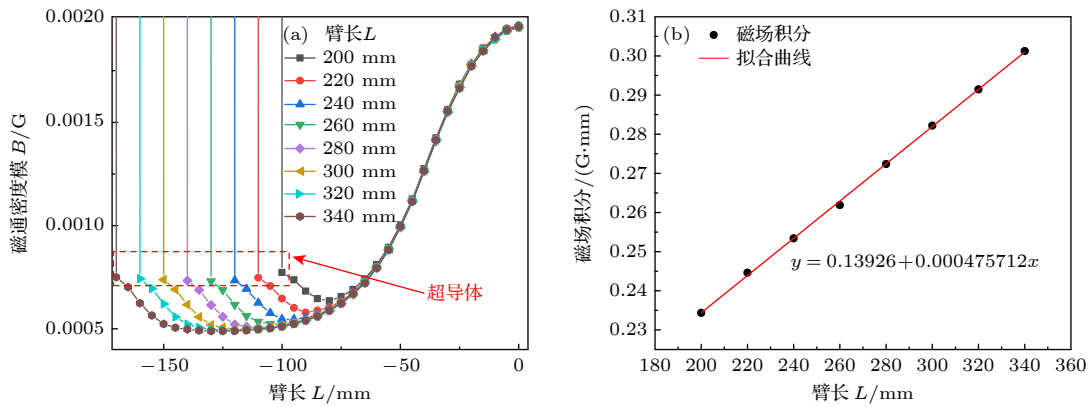 (a)
臂长L
200 mm
220 mm
240 mm
260 mm
280 mm
300 mm
320 mm
340 mm
超导体
0.0020
0.0015
0.0010
0.0005
磁通密度模 B/G
−150
−100
−50
0
臂长 L/mm
(b)
磁场积分
拟合曲线
y = 0.13926+0.000475712x
0.31
0.30
0.29
0.28
0.27
0.26
0.25
0.24
0.23
磁场积分/(G·mm)
180 200 220 240 260 280 300 320 340 360
臂长 L/mm